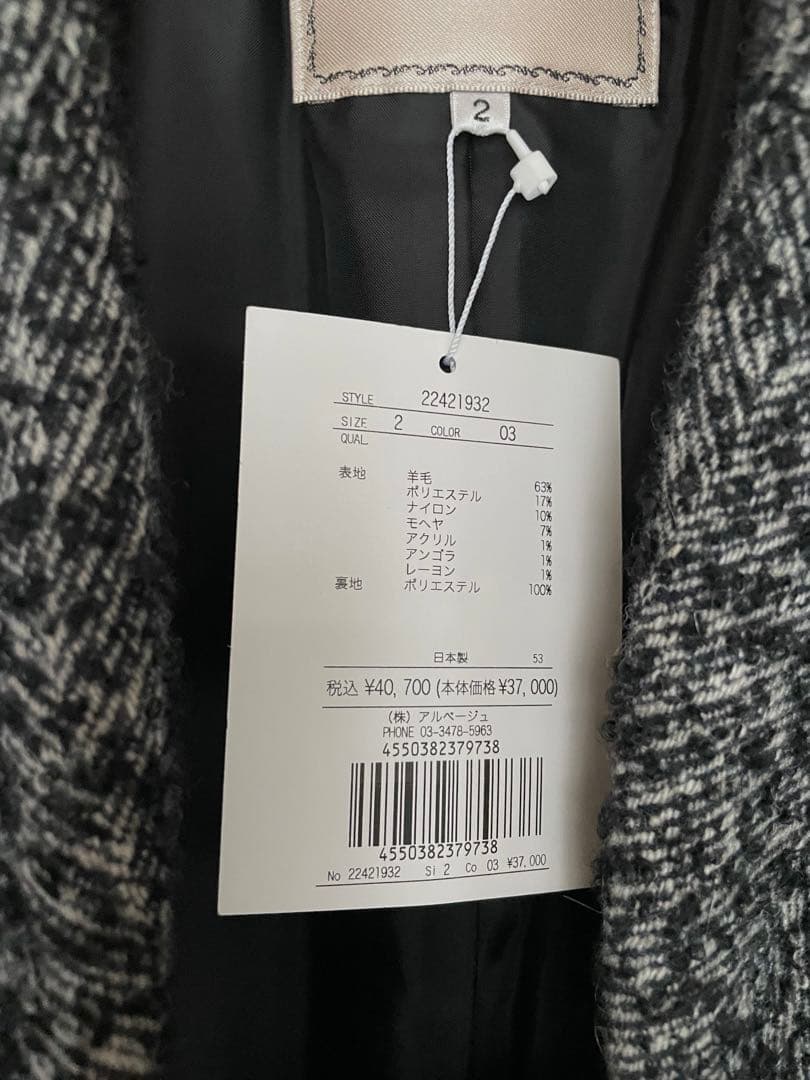 2
STYLE 22421932
SIZE 2 COLOR 03
QUAL.
表地 羊毛 63%
ポリエステル 17%
ナイロン 10%
モヘヤ 7%
アクリル 1%
アンゴラ 1%
レーヨン 1%
裏地 ポリエステル 100%
日本製 53
税込 ¥40,700(本体価格¥37,000)
(株) アルページュ
PHONE 03-3478-5963
4550382379738
4550382379738
No 22421932 Si 2 Co 03 ¥37,000